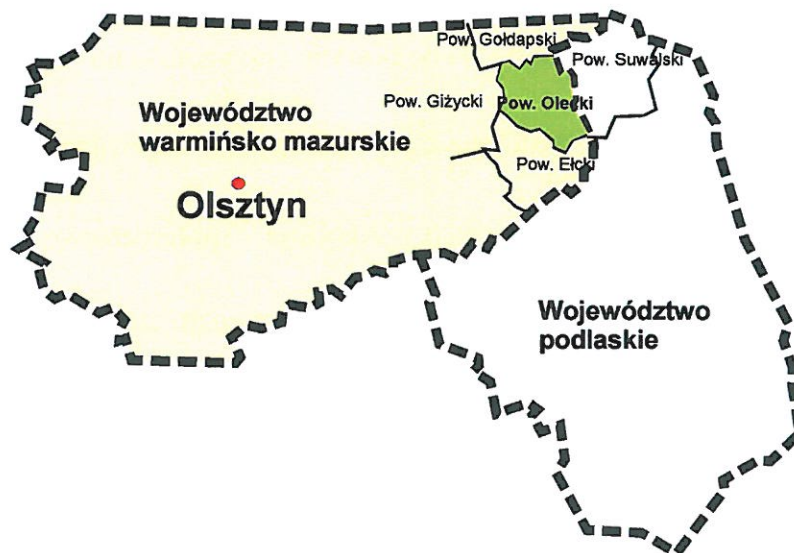 Pow. Gołdapski
Pow. Suwalski
Pow. Giżycki
Pow. Olecki
Województwo
warmińsko mazurskie
Pow. Ełcki
Olsztyn
Województwo
podlaskie